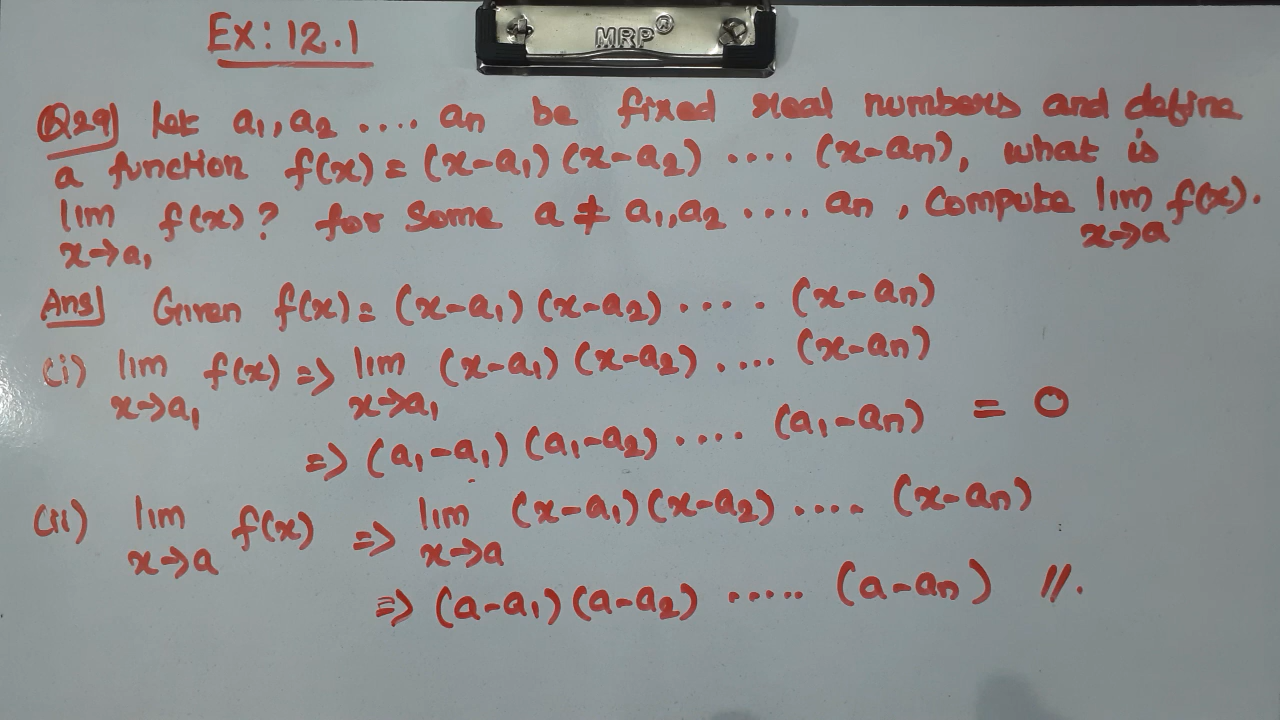 MRP®
Ex: 12.1
Q29) Let a₁, a₂ .... aₙ be fixed real numbers and define
a function f(x) = (x-a₁) (x-a₂) .... (x-aₙ), what is
lim x→a₁ f(x)? for some a ≠ a₁, a₂ .... aₙ, compute lim x→a f(x).
Ans) Given f(x) = (x-a₁) (x-a₂) .... (x-aₙ)
(i) lim x→a₁ f(x) => lim x→a₁ (x-a₁) (x-a₂) .... (x-aₙ)
=> (a₁-a₁) (a₁-a₂) .... (a₁-aₙ) = 0
(ii) lim x→a f(x) => lim x→a (x-a₁) (x-a₂) .... (x-aₙ)
=> (a-a₁) (a-a₂) ..... (a-aₙ) //.